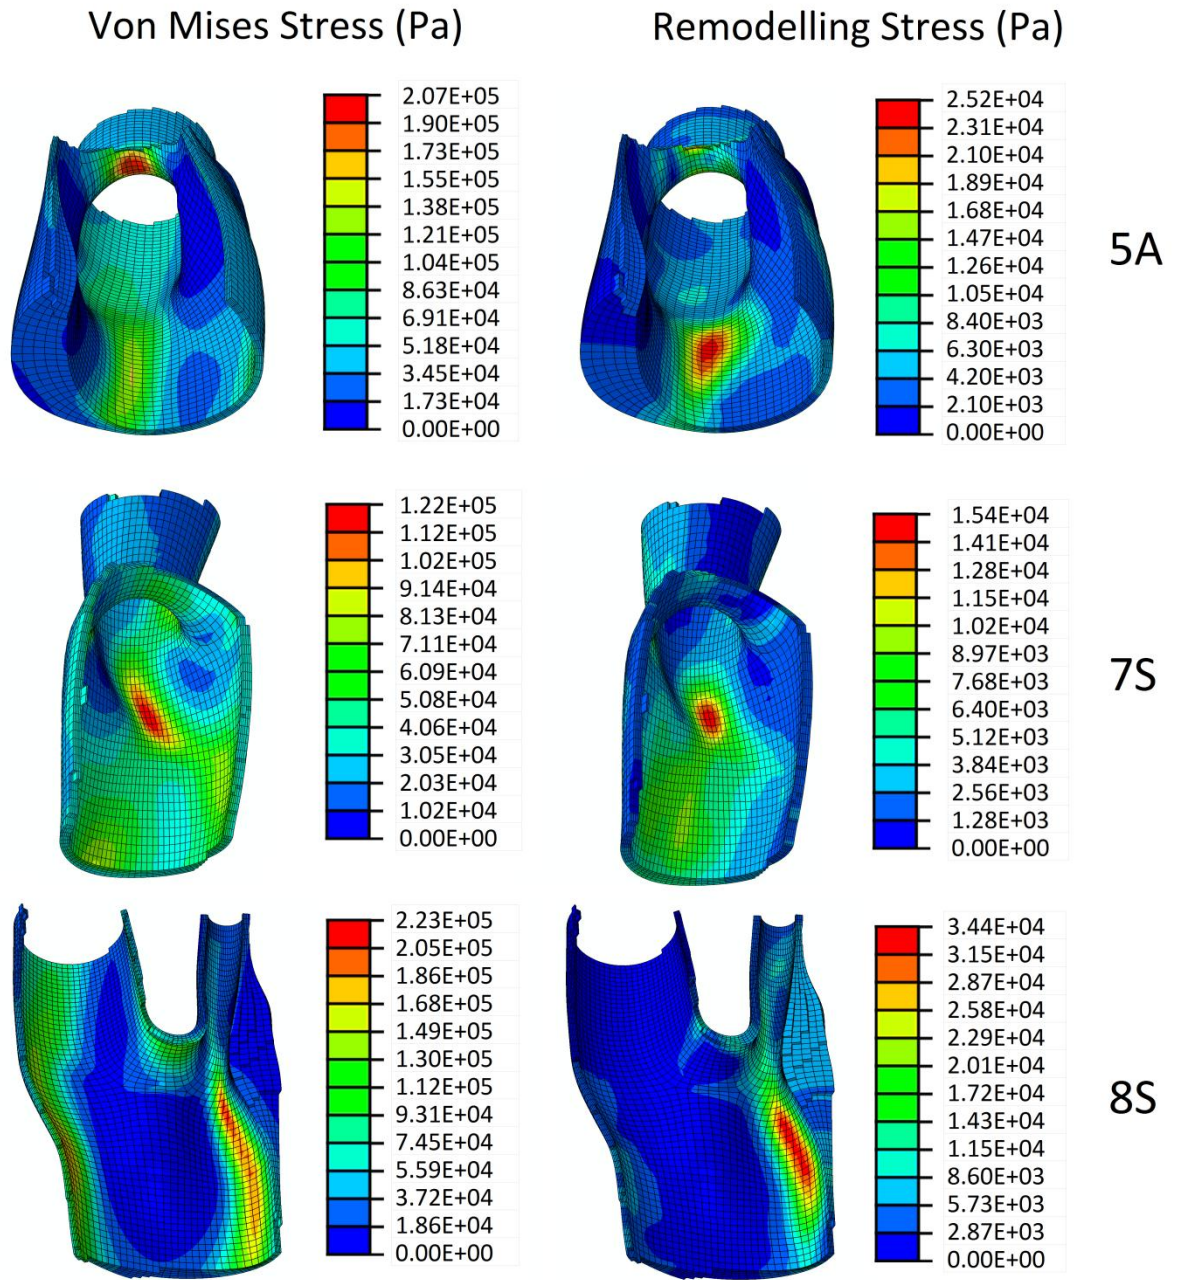 Von Mises Stress (Pa)
Remodelling Stress (Pa)
2.07E+05
1.90E+05
1.73E+05
1.55E+05
1.38E+05
1.21E+05
1.04E+05
8.63E+04
6.91E+04
5.18E+04
3.45E+04
1.73E+04
0.00E+00
2.52E+04
2.31E+04
2.10E+04
1.89E+04
1.68E+04
1.47E+04
1.26E+04
1.05E+04
8.40E+03
6.30E+03
4.20E+03
2.10E+03
0.00E+00
5A
1.22E+05
1.12E+05
1.02E+05
9.14E+04
8.13E+04
7.11E+04
6.09E+04
5.08E+04
4.06E+04
3.05E+04
2.03E+04
1.02E+04
0.00E+00
1.54E+04
1.41E+04
1.28E+04
1.15E+04
1.02E+04
8.97E+03
7.68E+03
6.40E+03
5.12E+03
3.84E+03
2.56E+03
1.28E+03
0.00E+00
7S
2.23E+05
2.05E+05
1.86E+05
1.68E+05
1.49E+05
1.30E+05
1.12E+05
9.31E+04
7.45E+04
5.59E+04
3.72E+04
1.86E+04
0.00E+00
3.44E+04
3.15E+04
2.87E+04
2.58E+04
2.29E+04
2.01E+04
1.72E+04
1.43E+04
1.15E+04
8.60E+03
5.73E+03
2.87E+03
0.00E+00
8S